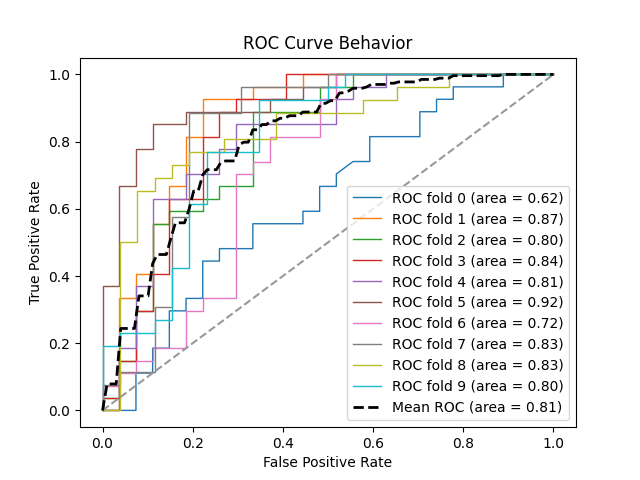 ROC Curve Behavior
True Positive Rate
1.0
0.8
0.6
0.4
0.2
0.0
ROC fold 0 (area = 0.62)
ROC fold 1 (area = 0.87)
ROC fold 2 (area = 0.80)
ROC fold 3 (area = 0.84)
ROC fold 4 (area = 0.81)
ROC fold 5 (area = 0.92)
ROC fold 6 (area = 0.72)
ROC fold 7 (area = 0.83)
ROC fold 8 (area = 0.83)
ROC fold 9 (area = 0.80)
Mean ROC (area = 0.81)
0.0 0.2 0.4 0.6 0.8 1.0
False Positive Rate